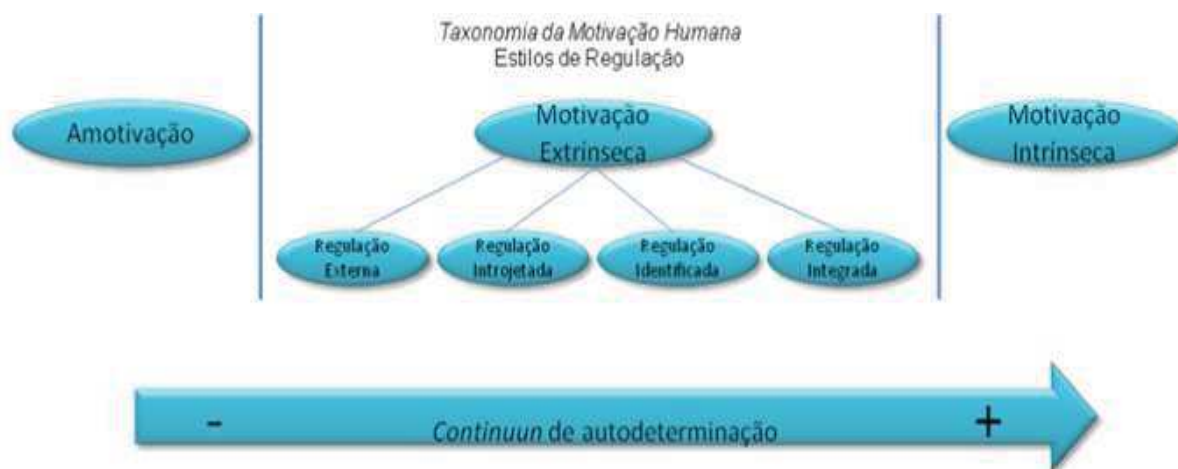 Taxonomia da Motivação Humana
Estilos de Regulação
Amotivação
Motivação
Extrínseca
Motivação
Intrínseca
Regulação
Externa
Regulação
Introjetada
Regulação
Identificada
Regulação
Integrada
-
+
Continuun de autodeterminação